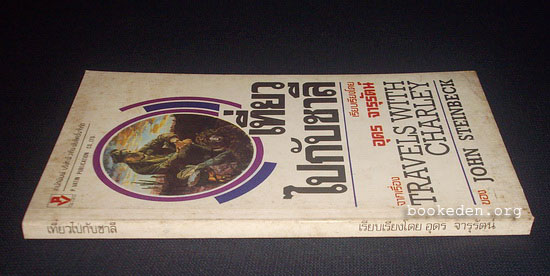 เที่ยว
ไปกับชาลี
เรียบเรียงโดย
อุดร จารุรัตน์
จากเรื่อง
TRAVELS WITH
CHARLEY
ของ
JOHN STEINBECK
P.VATIN PUBLICATION CO.,LTD.
เที่ยวไปกับชาลี
เรียบเรียงโดย อุดร จารุรัตน์
bookeden.org